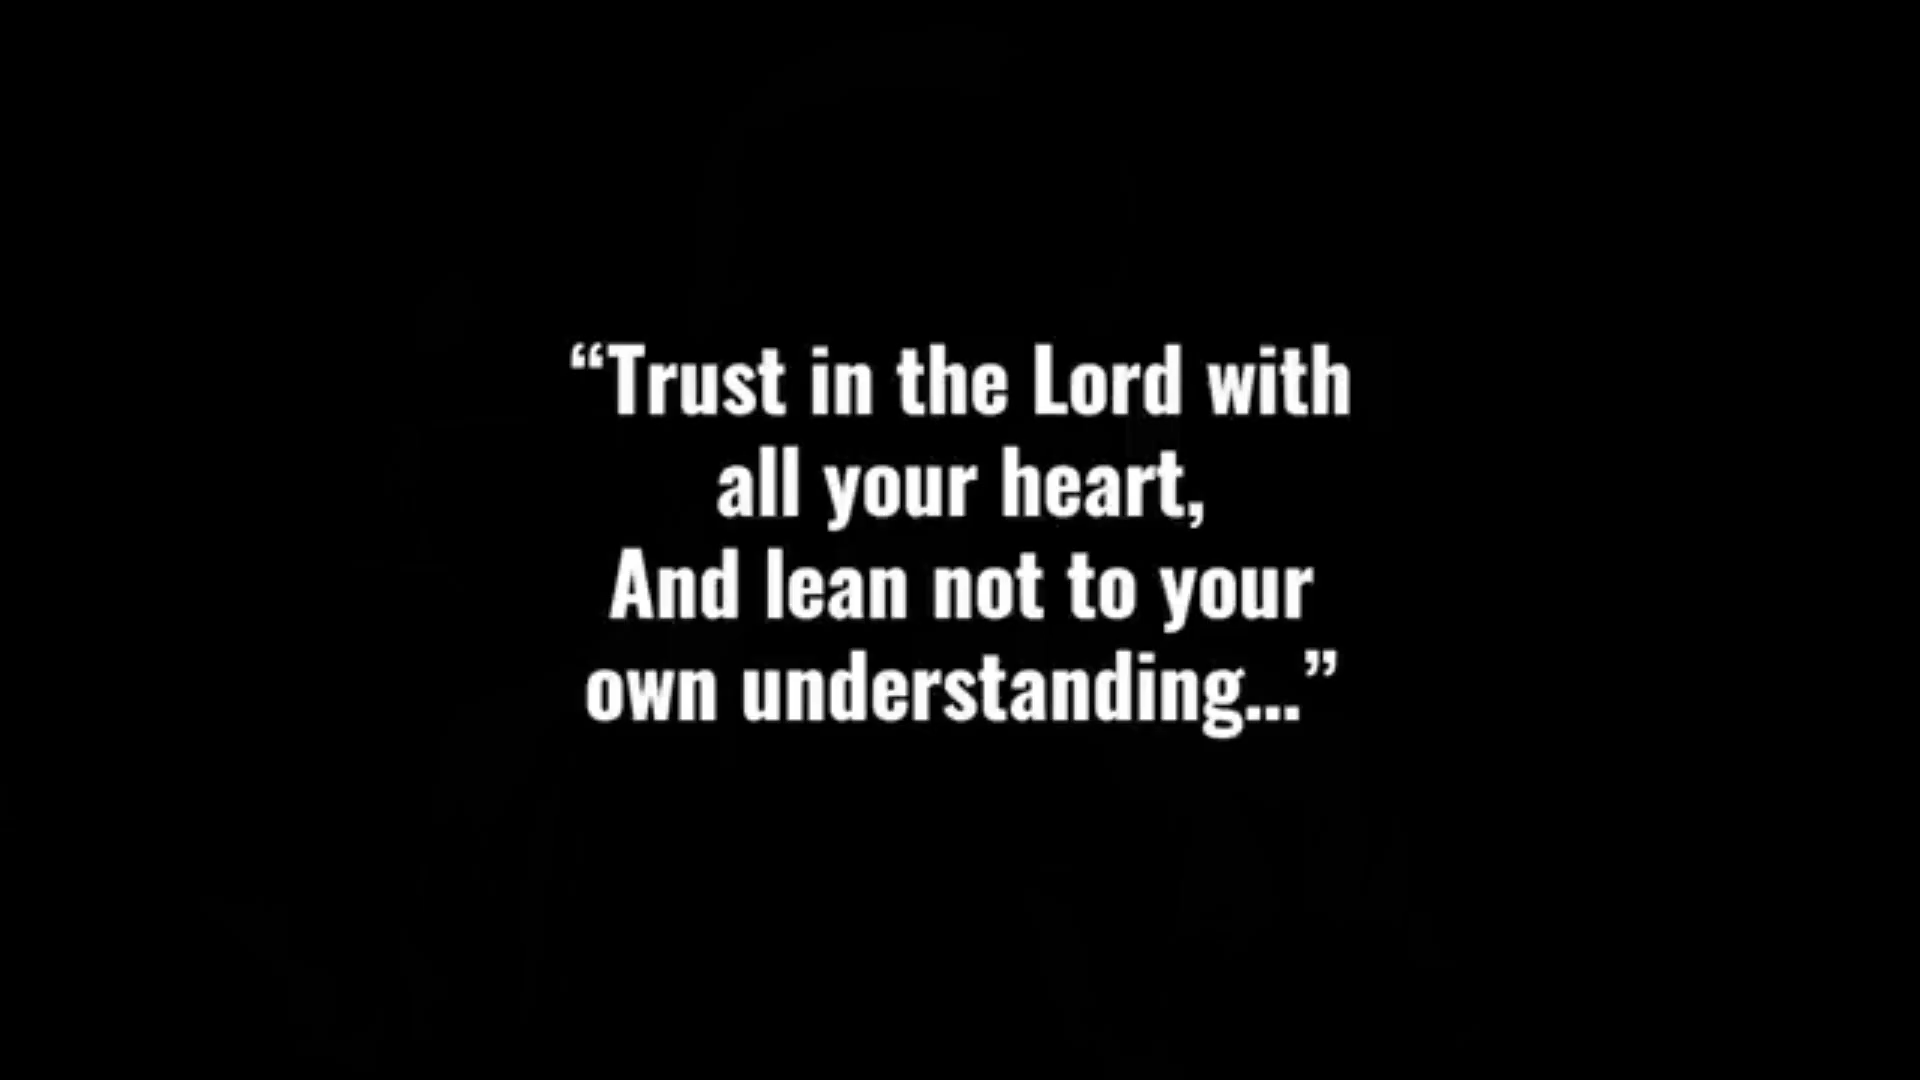 “Trust in the Lord with
all your heart,
And lean not to your
own understanding...”